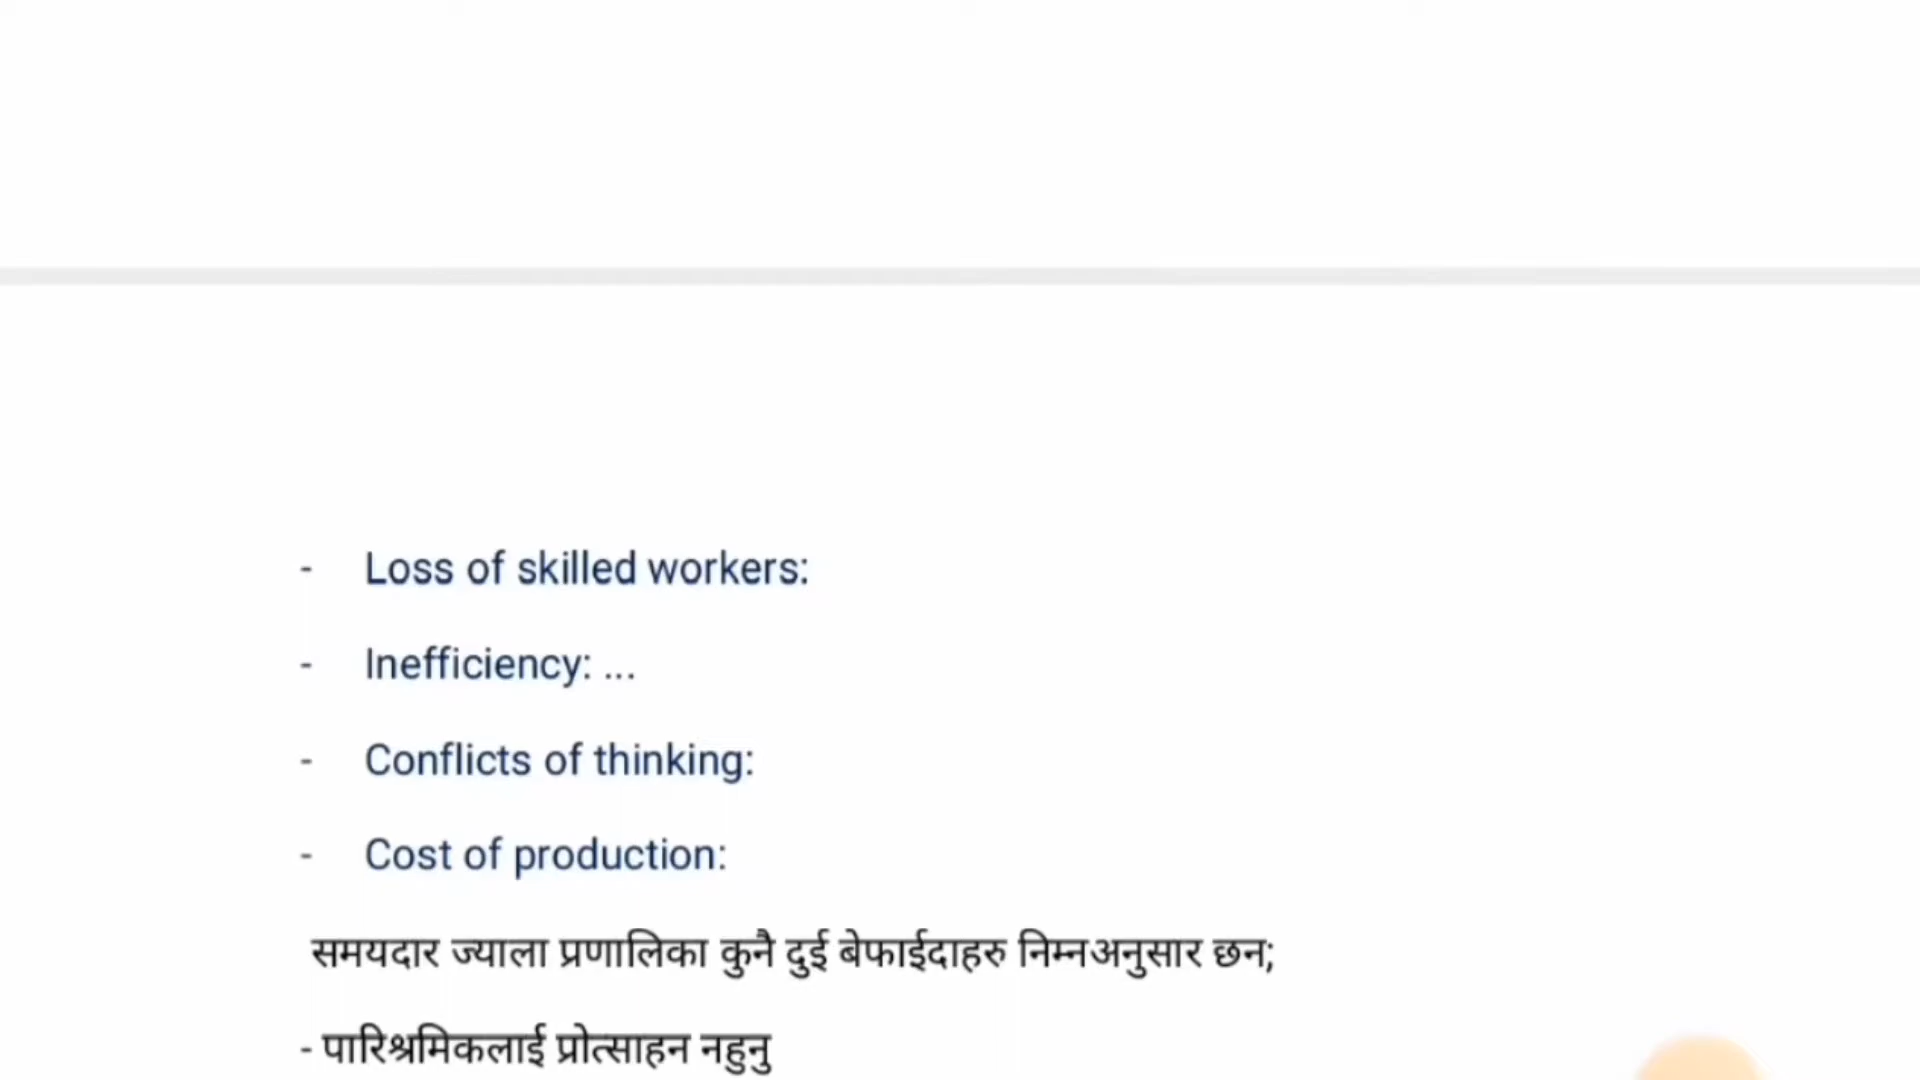 - Loss of skilled workers:
- Inefficiency: ...
- Conflicts of thinking:
- Cost of production:
समयदार ज्याला प्रणालिका कुनै दुई बेफाईदाहरु निम्नअनुसार छन;
- पारिश्रमिकलाई प्रोत्साहन नहुनु